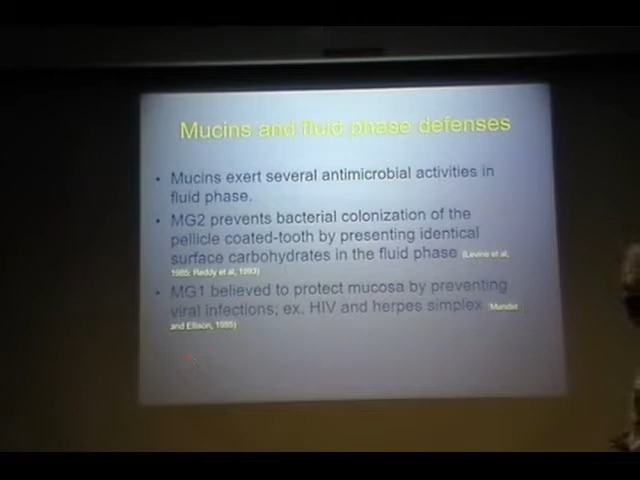 Mucins and fluid phase defenses
• Mucins exert several antimicrobial activities in
fluid phase.
• MG2 prevents bacterial colonization of the
pellicle coated-tooth by presenting identical
surface carbohydrates in the fluid phase (Levine et al,
1985; Reddy et al, 1993)
• MG1 believed to protect mucosa by preventing
viral infections; ex. HIV and herpes simplex (Mandel
and Ellison, 1985)